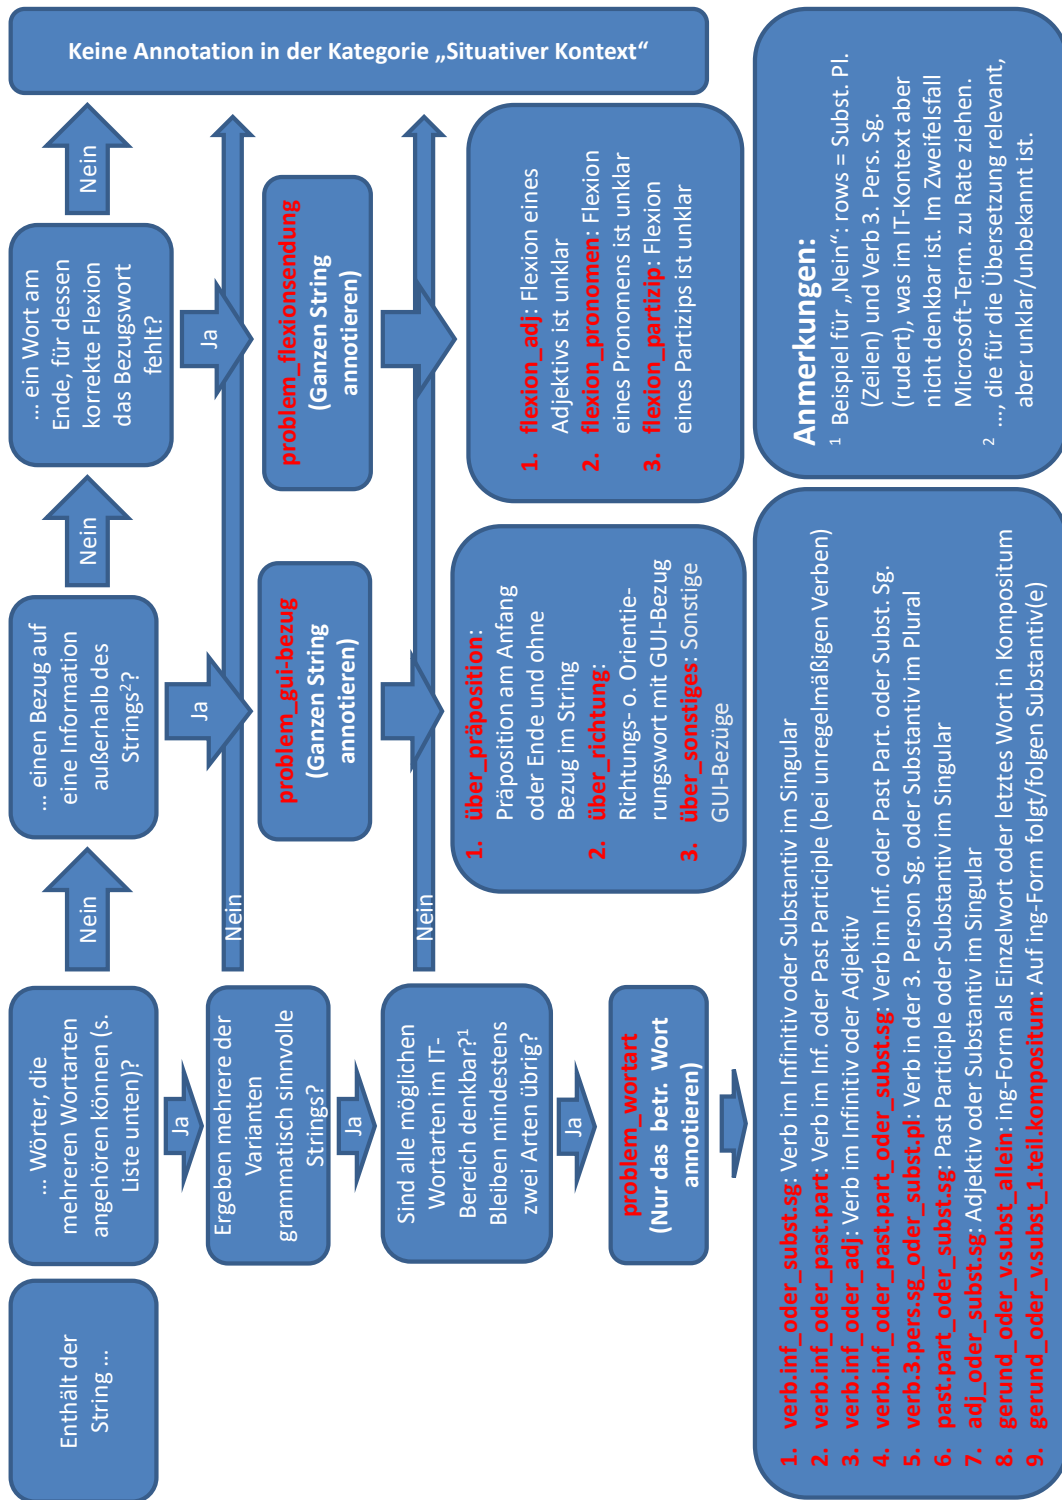 Enthält der
String ...
... Wörter, die
mehreren Wortarten
angehören können (s.
Liste unten)?
Nein
... einen Bezug auf
eine Information
außerhalb des
Strings²?
Nein
... ein Wort am
Ende, für dessen
korrekte Flexion
das Bezugswort
fehlt?
Nein
Keine Annotation in der Kategorie „Situativer Kontext“
Ja
Ja
Ja
Ergeben mehrere der
Varianten
grammatisch sinnvolle
Strings?
Nein
problem_gui-bezug
(Ganzen String
annotieren)
problem_flexionsendung
(Ganzen String
annotieren)
Ja
Sind alle möglichen
Wortarten im IT-
Bereich denkbar?¹
Bleiben mindestens
zwei Arten übrig?
Nein
Ja
problem_wortart
(Nur das betr. Wort
annotieren)
1. über_präposition:
Präposition am Anfang
oder Ende und ohne
Bezug im String
2. über_richtung:
Richtungs- o. Orientie-
rungswort mit GUI-Bezug
3. über_sonstiges: Sonstige
GUI-Bezüge
1. flexion_adj: Flexion eines
Adjektivs ist unklar
2. flexion_pronomen: Flexion
eines Pronomens ist unklar
3. flexion_partizip: Flexion
eines Partizips ist unklar
1. verb.inf_oder_subst.sg: Verb im Infinitiv oder Substantiv im Singular
2. verb.inf_oder_past.part: Verb im Inf. oder Past Participle (bei unregelmäßigen Verben)
3. verb.inf_oder_adj: Verb im Infinitiv oder Adjektiv
4. verb.inf_oder_past.part_oder_subst.sg: Verb im Inf. oder Past Part. oder Subst. Sg.
5. verb.3.pers.sg_oder_subst.pl: Verb in der 3. Person Sg. oder Substantiv im Plural
6. past.part_oder_subst.sg: Past Participle oder Substantiv im Singular
7. adj_oder_subst.sg: Adjektiv oder Substantiv im Singular
8. gerund_oder_v.subst_allein: ing-Form als Einzelwort oder letztes Wort in Kompositum
9. gerund_oder_v.subst_1.teil.kompositum: Auf ing-Form folgt/folgen Substantiv(e)
Anmerkungen:
¹ Beispiel für „Nein“: rows = Subst. Pl.
(Zeilen) und Verb 3. Pers. Sg.
(rudert), was im IT-Kontext aber
nicht denkbar ist. Im Zweifelsfall
Microsoft-Term. zu Rate ziehen.
² ..., die für die Übersetzung relevant,
aber unklar/unbekannt ist.